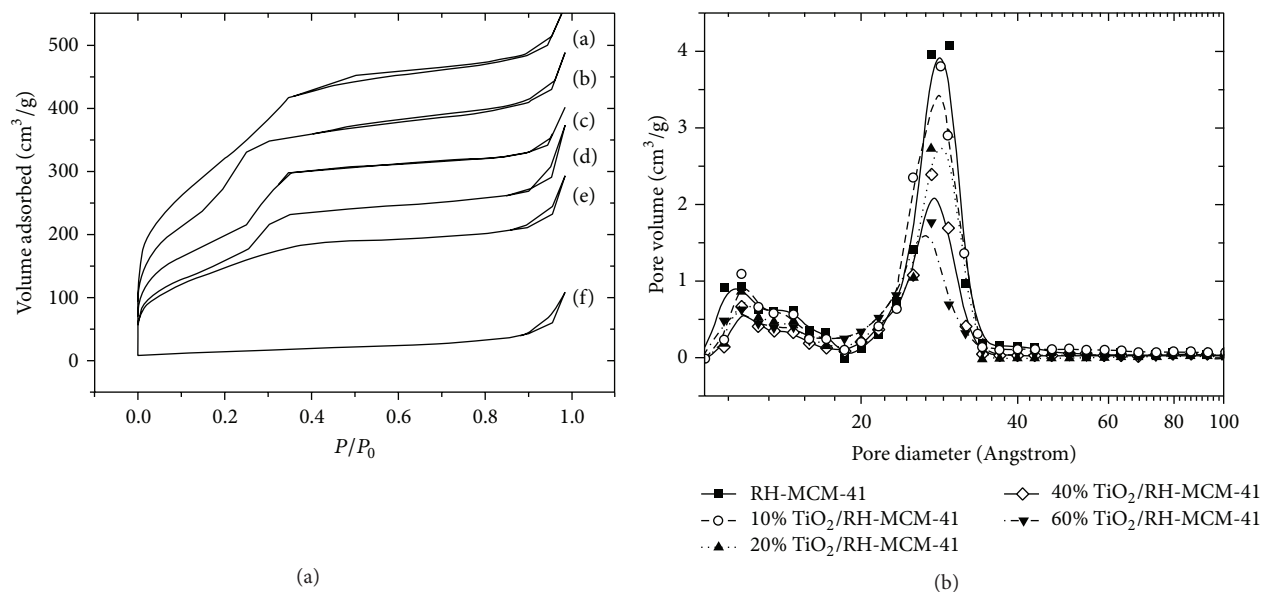 500
400
300
200
100
0
Volume adsorbed (cm³/g)
(a)
(b)
(c)
(d)
(e)
(f)
0.0 0.2 0.4 0.6 0.8 1.0
P/P₀
(a)
4
3
2
1
0
Pore volume (cm³/g)
20 40 60 80 100
Pore diameter (Angstrom)
RH-MCM-41
10% TiO₂/RH-MCM-41
20% TiO₂/RH-MCM-41
40% TiO₂/RH-MCM-41
60% TiO₂/RH-MCM-41
(b)